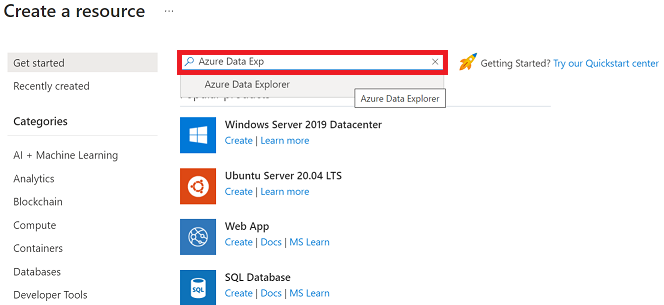 Create a resource ...
Get started
Recently created
Categories
AI + Machine Learning
Analytics
Blockchain
Compute
Containers
Databases
Developer Tools
Azure Data Exp ×
Azure Data Explorer
Azure Data Explorer
Popular products
Getting Started? Try our Quickstart center
Windows Server 2019 Datacenter
Create | Learn more
Ubuntu Server 20.04 LTS
Create | Learn more
Web App
Create | Docs | MS Learn
SQL
SQL Database
Create | Docs | MS Learn